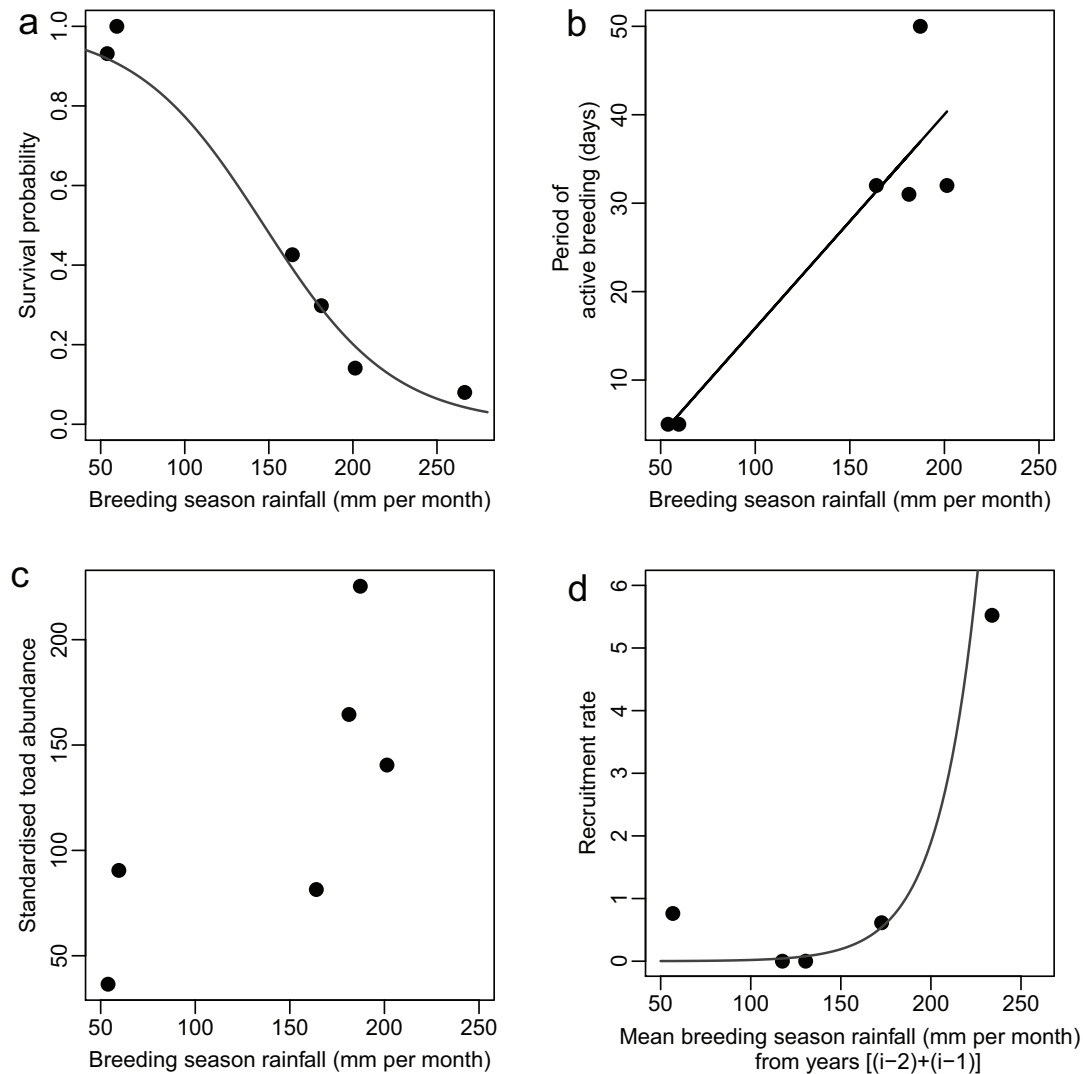 a
1.0
0.8
0.6
0.4
0.2
0.0
Survival probability
50 100 150 200 250
Breeding season rainfall (mm per month)
b
50
40
30
20
10
Period of
active breeding (days)
50 100 150 200 250
Breeding season rainfall (mm per month)
c
200
150
100
50
Standardised toad abundance
50 100 150 200 250
Breeding season rainfall (mm per month)
d
6
5
4
3
2
1
0
Recruitment rate
50 100 150 200 250
Mean breeding season rainfall (mm per month)
from years [(i−2)+(i−1)]